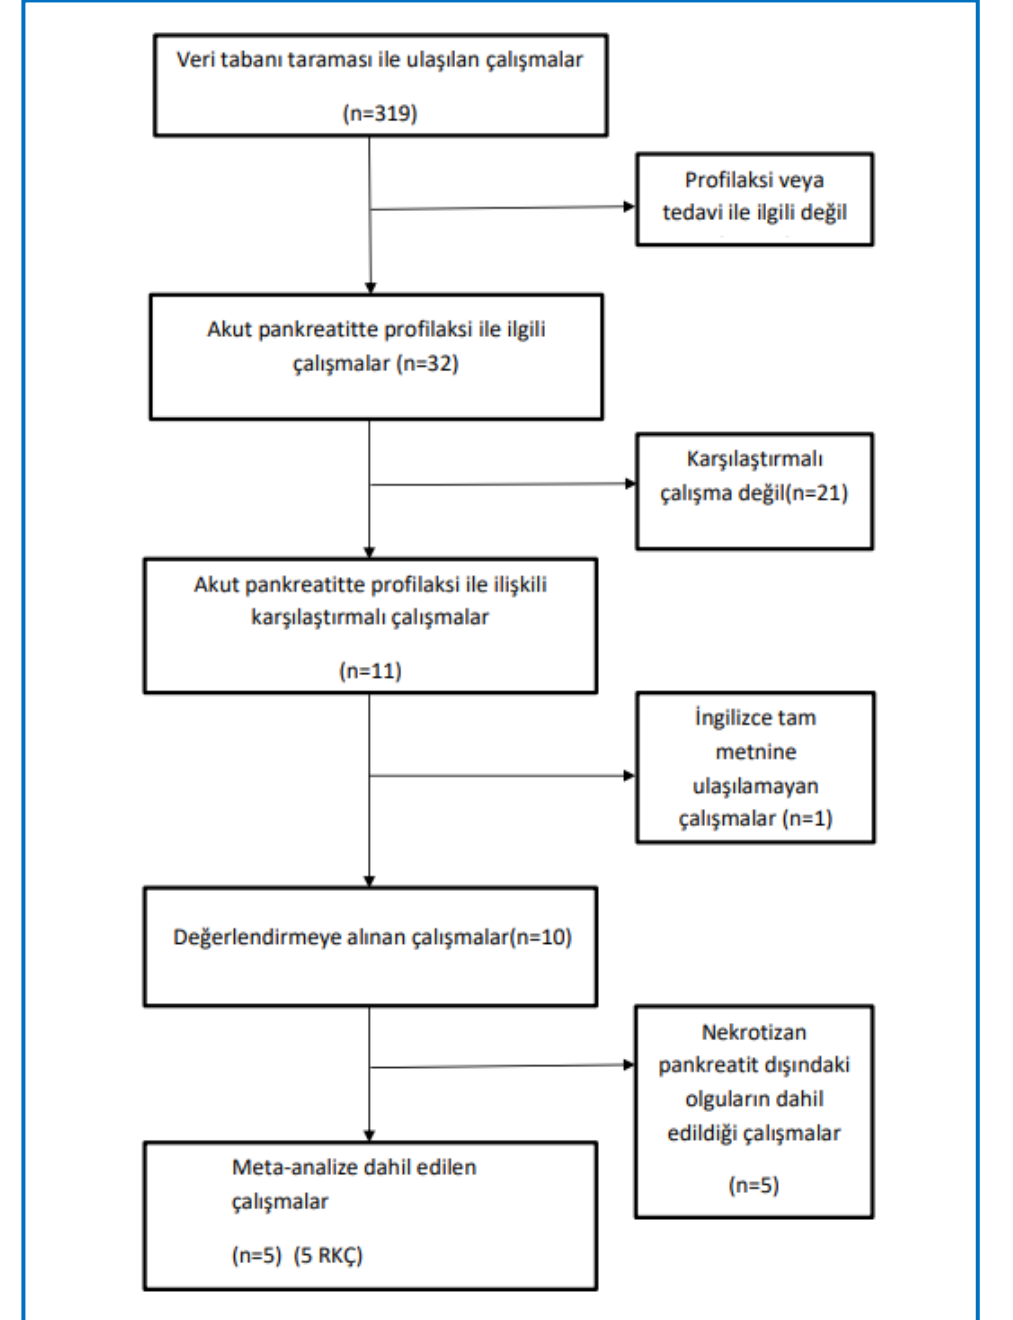 Veri tabanı taraması ile ulaşılan çalışmalar
(n=319)
Profilaksi veya
tedavi ile ilgili değil
Akut pankreatitte profilaksi ile ilgili
çalışmalar (n=32)
Karşılaştırmalı
çalışma değil(n=21)
Akut pankreatitte profilaksi ile ilişkili
karşılaştırmalı çalışmalar
(n=11)
İngilizce tam
metnine
ulaşılamayan
çalışmalar (n=1)
Değerlendirmeye alınan çalışmalar(n=10)
Nekrotizan
pankreatit dışındaki
olguların dahil
edildiği çalışmalar
(n=5)
Meta-analize dahil edilen
çalışmalar
(n=5)  (5 RKÇ)